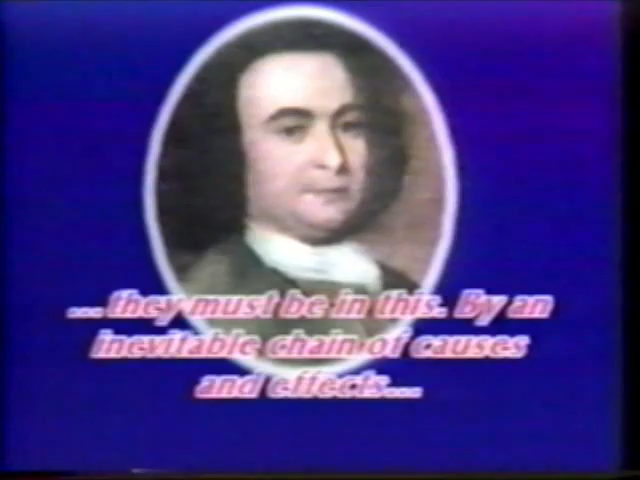 ... they must be in this. By an
inevitable chain of causes
and effects...